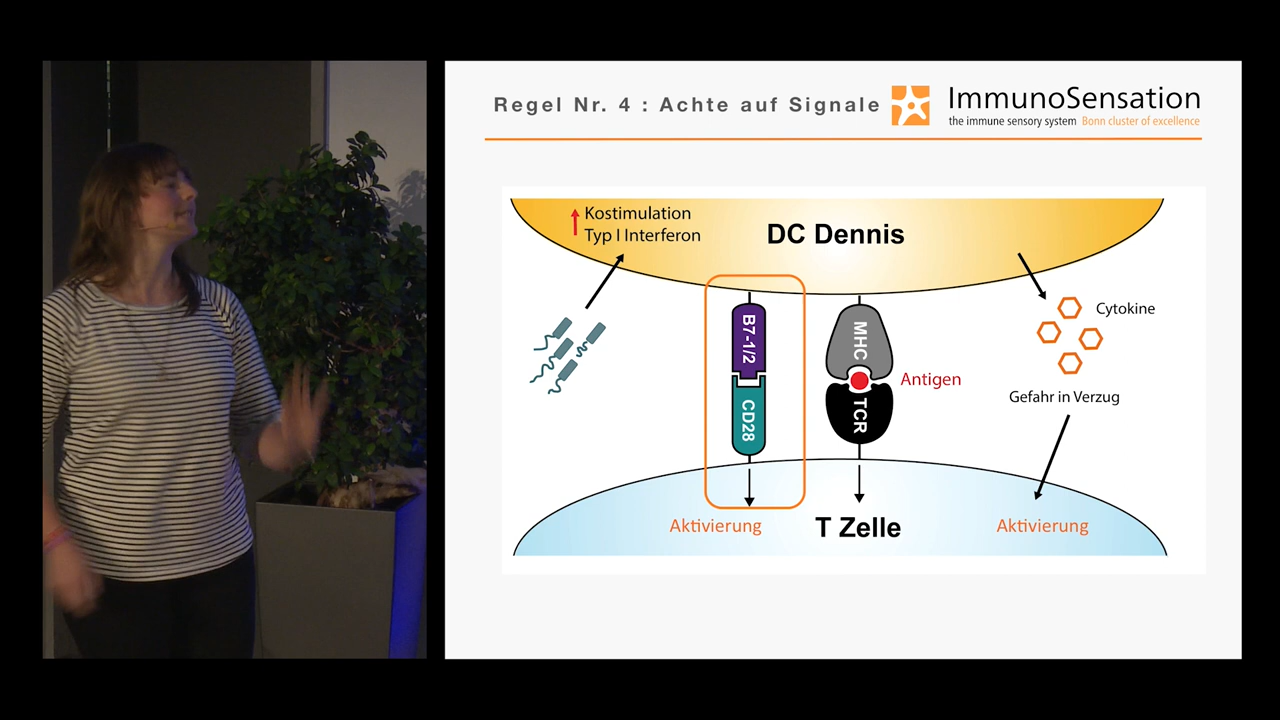 Regel Nr. 4 : Achte auf Signale
ImmunoSensation
the immune sensory system Bonn cluster of excellence
Kostimulation
Typ I Interferon
DC Dennis
B7-1/2
CD28
MHC
TCR
Antigen
Cytokine
Gefahr in Verzug
Aktivierung
T Zelle
Aktivierung